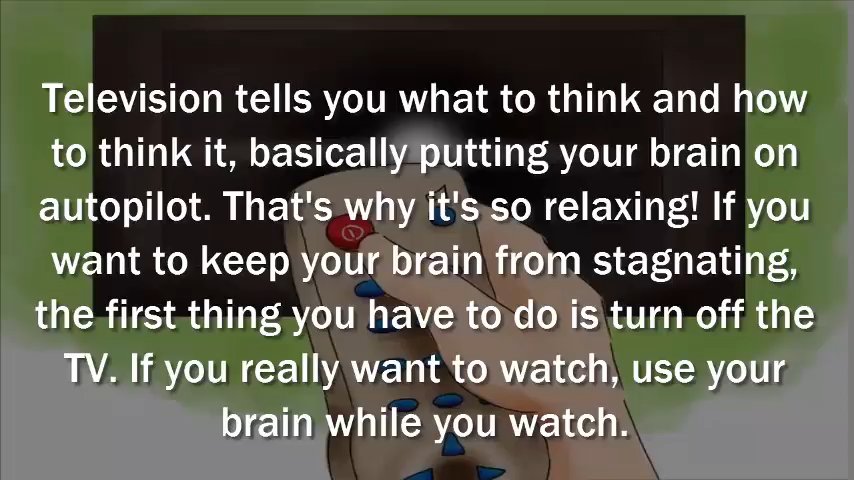 Television tells you what to think and how
to think it, basically putting your brain on
autopilot. That's why it's so relaxing! If you
want to keep your brain from stagnating,
the first thing you have to do is turn off the
TV. If you really want to watch, use your
brain while you watch.